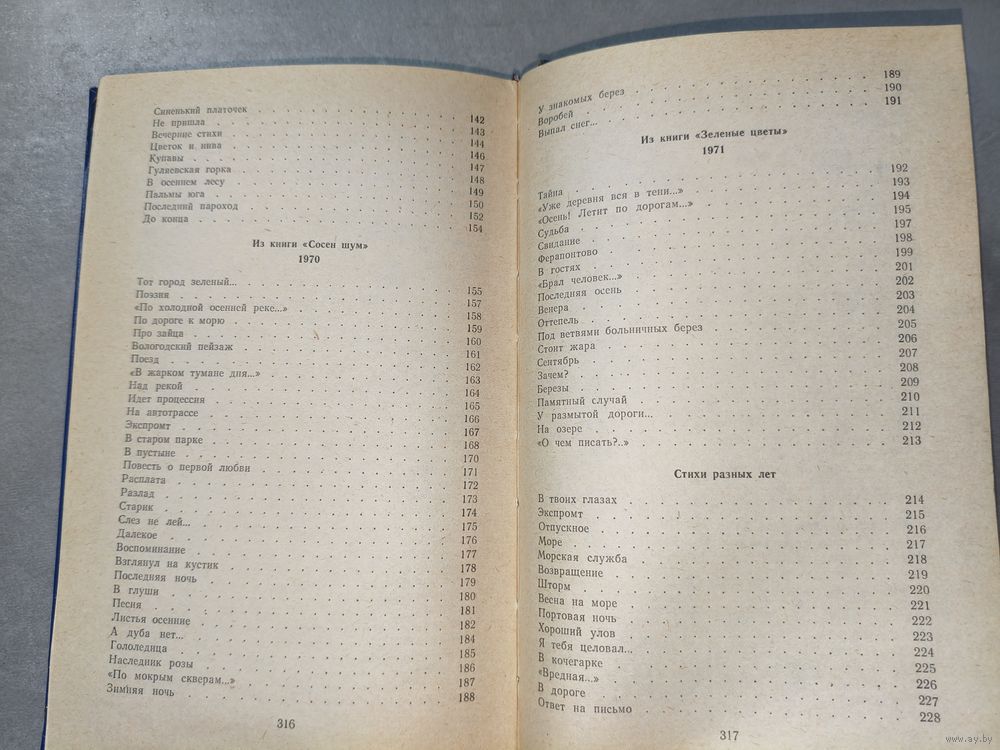 Синенький платочек 142
Не пришла 143
Вечерние стихи 144
Цветок и нива 146
Купавы 147
Гуляевская горка 148
В осеннем лесу 149
Пальмы юга 150
Последний пароход 152
До конца 154
Из книги «Сосен шум»
1970
Тот город зеленый... 155
Поэзия 157
«По холодной осенней реке...» 158
По дороге к морю 159
Про зайца 160
Вологодский пейзаж 161
Поезд 162
«В жарком тумане дня...» 163
Над рекой 164
Идет процессия 165
На автотрассе 166
Экспромт 167
В старом парке 168
В пустыне 170
Повесть о первой любви 171
Расплата 172
Разлад 173
Старик 174
Слез не лей... 175
Далекое 176
Воспоминание 177
Взглянул на кустик 178
Последняя ночь 179
В глуши 180
Песня 181
Листья осенние 182
А дуба нет... 184
Гололедица 185
Наследник розы 186
«По мокрым скверам...» 187
Зимняя ночь 188
316
У знакомых берез 189
Воробей 190
Выпал снег... 191
Из книги «Зеленые цветы»
1971
Тайна 192
«Уже деревня вся в тени...» 193
«Осень! Летит по дорогам...» 194
Судьба 195
Свидание 197
Ферапонтово 198
В гостях 199
«Брал человек...» 201
Последняя осень 202
Венера 203
Оттепель 204
Под ветвями больничных берез 205
Стоит жара 206
Сентябрь 207
Зачем? 208
Березы 209
Памятный случай 210
У размытой дороги... 211
На озере 212
«О чем писать?..» 213
Стихи разных лет
В твоих глазах 214
Экспромт 215
Отпускное 216
Море 217
Морская служба 218
Возвращение 219
Шторм 220
Весна на море 221
Портовая ночь 222
Хороший улов 223
Я тебя целовал... 224
В кочегарке 225
«Вредная...» 226
В дороге 227
Ответ на письмо 228
317
www.ay.by